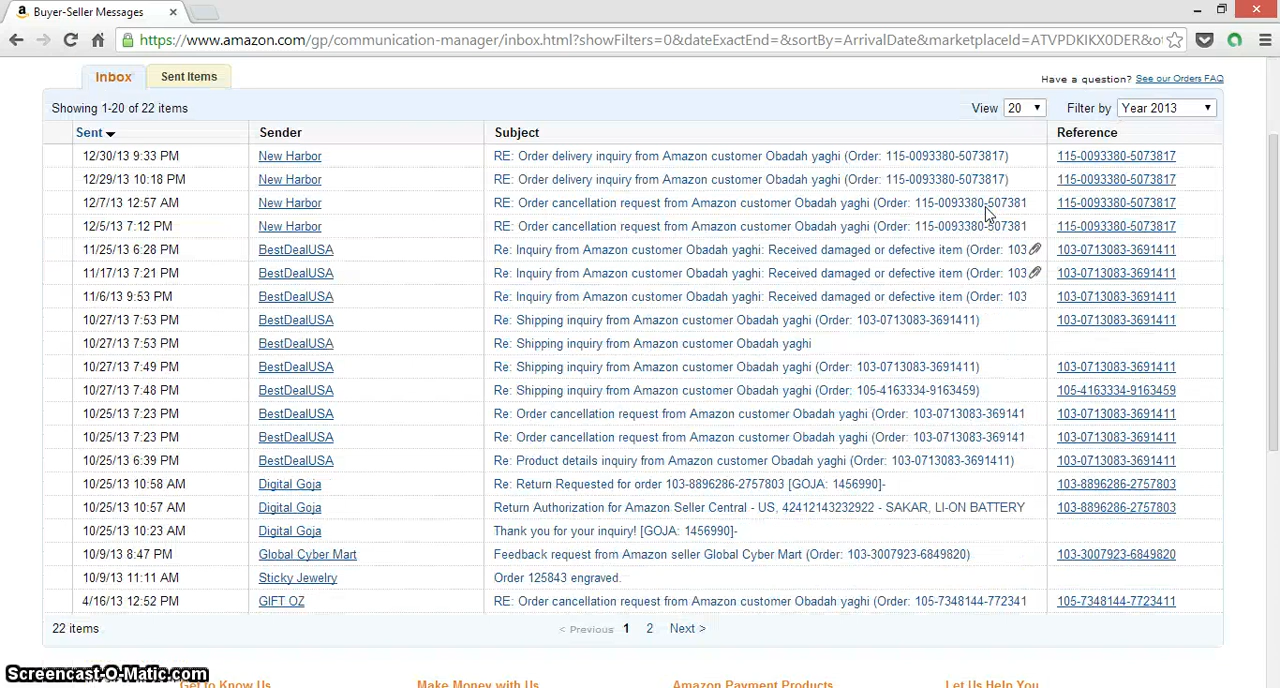 Buyer-Seller Messages
https://www.amazon.com/gp/communication-manager/inbox.html?showFilters=0&dateExactEnd=&sortBy=ArrivalDate&marketplaceId=ATVPDKIKX0DER&ot
Inbox Sent Items Have a question? See our Orders FAQ
Showing 1-20 of 22 items View 20 Filter by Year 2013
Sent Sender Subject Reference
12/30/13 9:33 PM New Harbor RE: Order delivery inquiry from Amazon customer Obadah yaghi (Order: 115-0093380-5073817) 115-0093380-5073817
12/29/13 10:18 PM New Harbor RE: Order delivery inquiry from Amazon customer Obadah yaghi (Order: 115-0093380-5073817) 115-0093380-5073817
12/7/13 12:57 AM New Harbor RE: Order cancellation request from Amazon customer Obadah yaghi (Order: 115-0093380-507381 115-0093380-5073817
12/5/13 7:12 PM New Harbor RE: Order cancellation request from Amazon customer Obadah yaghi (Order: 115-0093380-507381 115-0093380-5073817
11/25/13 6:28 PM BestDealUSA Re: Inquiry from Amazon customer Obadah yaghi: Received damaged or defective item (Order: 103 103-0713083-3691411
11/17/13 7:21 PM BestDealUSA Re: Inquiry from Amazon customer Obadah yaghi: Received damaged or defective item (Order: 103 103-0713083-3691411
11/6/13 9:53 PM BestDealUSA Re: Inquiry from Amazon customer Obadah yaghi: Received damaged or defective item (Order: 103 103-0713083-3691411
10/27/13 7:53 PM BestDealUSA Re: Shipping inquiry from Amazon customer Obadah yaghi (Order: 103-0713083-3691411) 103-0713083-3691411
10/27/13 7:53 PM BestDealUSA Re: Shipping inquiry from Amazon customer Obadah yaghi
10/27/13 7:49 PM BestDealUSA Re: Shipping inquiry from Amazon customer Obadah yaghi (Order: 103-0713083-3691411) 103-0713083-3691411
10/27/13 7:48 PM BestDealUSA Re: Shipping inquiry from Amazon customer Obadah yaghi (Order: 105-4163334-9163459) 105-4163334-9163459
10/25/13 7:23 PM BestDealUSA Re: Order cancellation request from Amazon customer Obadah yaghi (Order: 103-0713083-369141 103-0713083-3691411
10/25/13 7:23 PM BestDealUSA Re: Order cancellation request from Amazon customer Obadah yaghi (Order: 103-0713083-369141 103-0713083-3691411
10/25/13 6:39 PM BestDealUSA Re: Product details inquiry from Amazon customer Obadah yaghi (Order: 103-0713083-3691411) 103-0713083-3691411
10/25/13 10:58 AM Digital Goja Re: Return Requested for order 103-8896286-2757803 [GOJA: 1456990]- 103-8896286-2757803
10/25/13 10:57 AM Digital Goja Return Authorization for Amazon Seller Central - US, 42412143232922 - SAKAR, LI-ON BATTERY 103-8896286-2757803
10/25/13 10:23 AM Digital Goja Thank you for your inquiry! [GOJA: 1456990]-
10/9/13 8:47 PM Global Cyber Mart Feedback request from Amazon seller Global Cyber Mart (Order: 103-3007923-6849820) 103-3007923-6849820
10/9/13 11:11 AM Sticky Jewelry Order 125843 engraved.
4/16/13 12:52 PM GIFT OZ RE: Order cancellation request from Amazon customer Obadah yaghi (Order: 105-7348144-772341 105-7348144-7723411
22 items < Previous 1 2 Next >
Screencast-O-Matic.com
Get to Know Us Make Money with Us Amazon Payment Products Let Us Help You